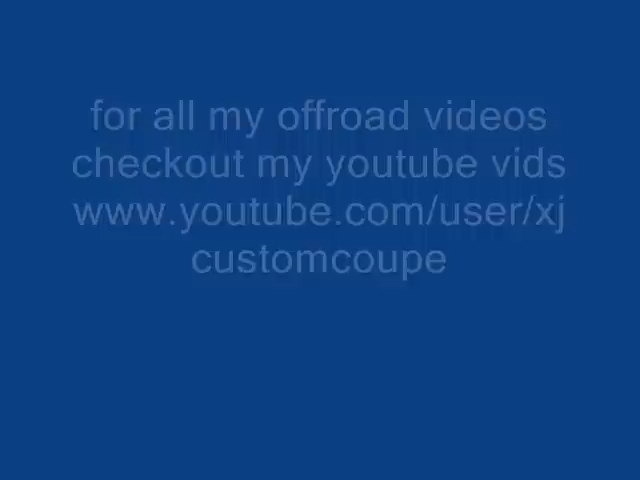 for all my offroad videos
checkout my youtube vids
www.youtube.com/user/xj
customcoupe